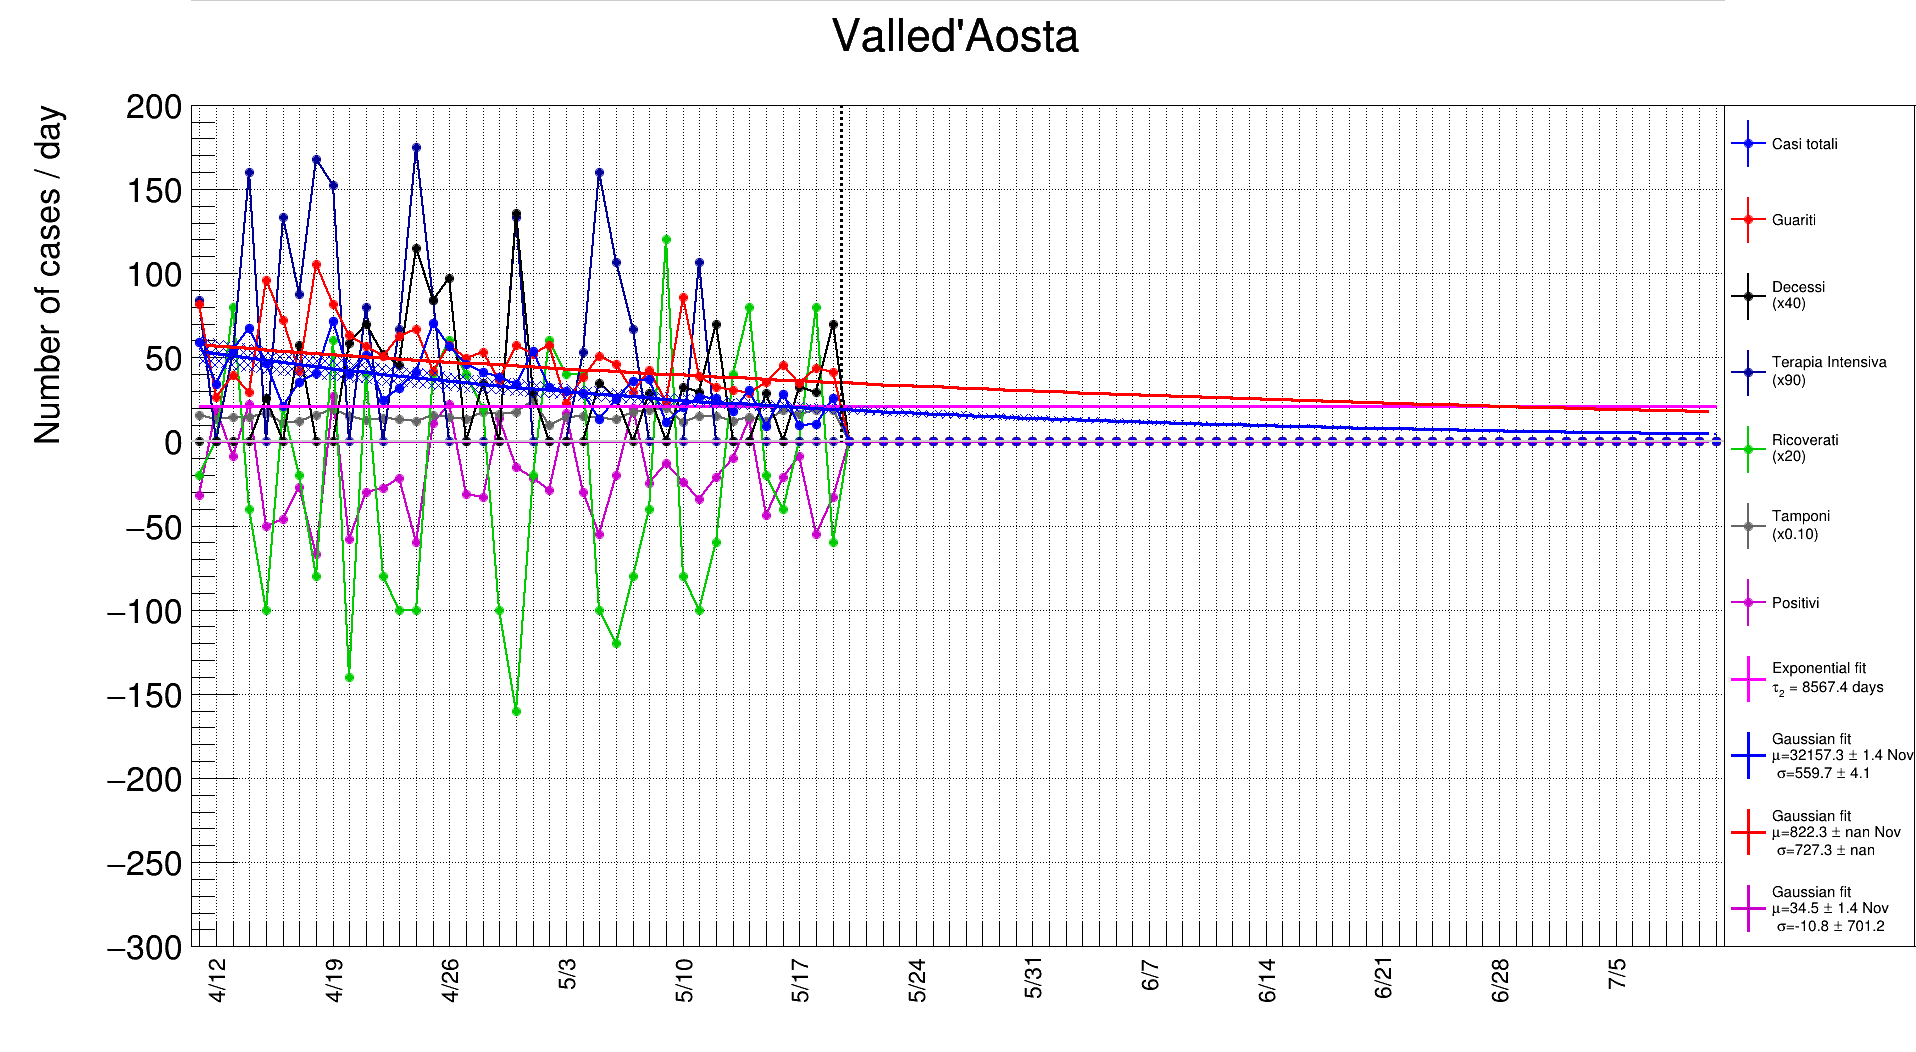 Valled'Aosta
Number of cases / day
200
150
100
50
0
−50
−100
−150
−200
−250
−300
4/12
4/19
4/26
5/3
5/10
5/17
5/24
5/31
6/7
6/14
6/21
6/28
7/5
Casi totali
Guariti
Decessi
(x40)
Terapia Intensiva
(x90)
Ricoverati
(x20)
Tamponi
(x0.10)
Positivi
Exponential fit
τ2 = 8567.4 days
Gaussian fit
μ=32157.3 ± 1.4 Nov
σ=559.7 ± 4.1
Gaussian fit
μ=822.3 ± nan Nov
σ=727.3 ± nan
Gaussian fit
μ=34.5 ± 1.4 Nov
σ=-10.8 ± 701.2